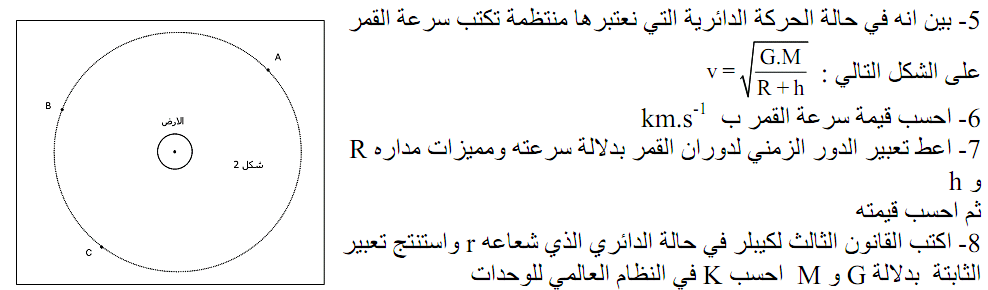 5- بين انه في حالة الحركة الدائرية التي نعتبرها منتظمة تكتب سرعة القمر
على الشكل التالي : v = √(G.M / R + h)
6- احسب قيمة سرعة القمر ب km.s⁻¹
7- اعط تعبير الدور الزمني لدوران القمر بدلالة سرعته ومميزات مداره R
و h
ثم احسب قيمته
8- اكتب القانون الثالث لكيبلر في حالة الدائري الذي شعاعه r واستنتج تعبير
الثابتة بدلالة G و M احسب K في النظام العالمي للوحدات
A
B
الارض
شكل 2
C